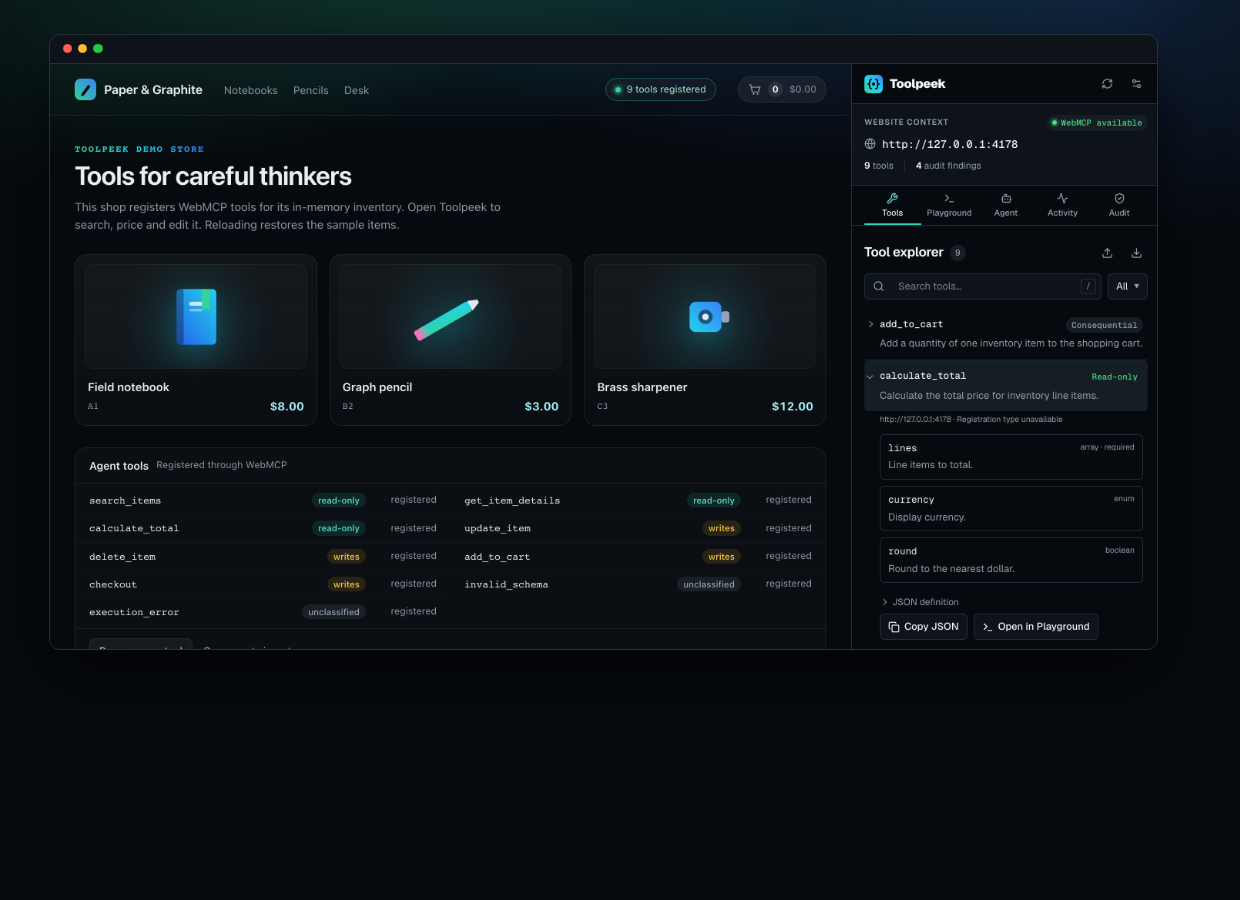 Paper & Graphite Notebooks Pencils Desk 9 tools registered 0 $0.00
TOOLPEEK DEMO STORE
Tools for careful thinkers
This shop registers WebMCP tools for its in-memory inventory. Open Toolpeek to
search, price and edit it. Reloading restores the sample items.
Field notebook
A1 $8.00
Graph pencil
B2 $3.00
Brass sharpener
C3 $12.00
Agent tools Registered through WebMCP
search_items read-only registered get_item_details read-only registered
calculate_total read-only registered update_item writes registered
delete_item writes registered add_to_cart writes registered
checkout writes registered invalid_schema unclassified registered
execution_error unclassified registered
Toolpeek
WEBSITE CONTEXT WebMCP available
http://127.0.0.1:4178
9 tools 4 audit findings
Tools Playground Agent Activity Audit
Tool explorer 9
Search tools… / All
add_to_cart Consequential
Add a quantity of one inventory item to the shopping cart.
calculate_total Read-only
Calculate the total price for inventory line items.
http://127.0.0.1:4178 · Registration type unavailable
lines array · required
Line items to total.
currency enum
Display currency.
round boolean
Round to the nearest dollar.
JSON definition
Copy JSON Open in Playground